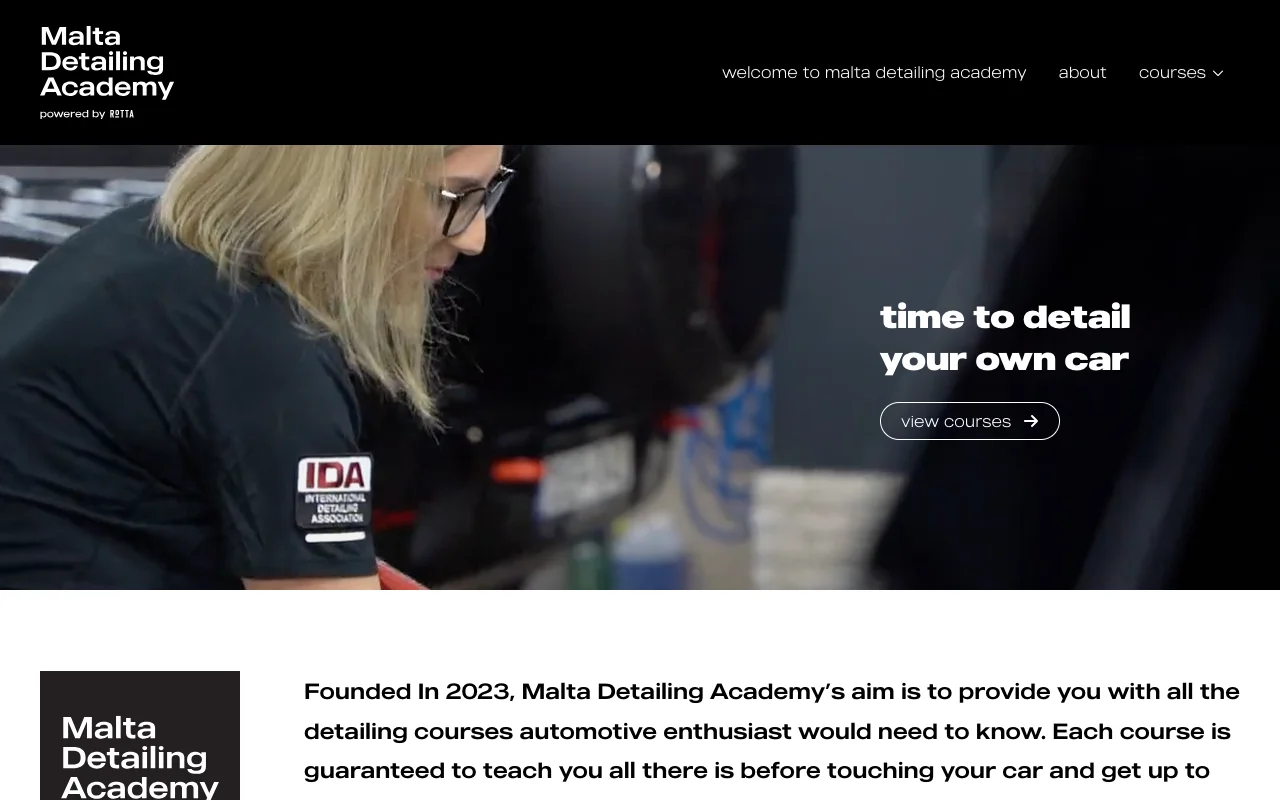 Malta
Detailing
Academy
powered by ROTTA
welcome to malta detailing academy
about
courses
time to detail
your own car
view courses
IDA
INTERNATIONAL
DETAILING
ASSOCIATION
Founded In 2023, Malta Detailing Academy’s aim is to provide you with all the
detailing courses automotive enthusiast would need to know. Each course is
guaranteed to teach you all there is before touching your car and get up to
Malta
Detailing
Academy